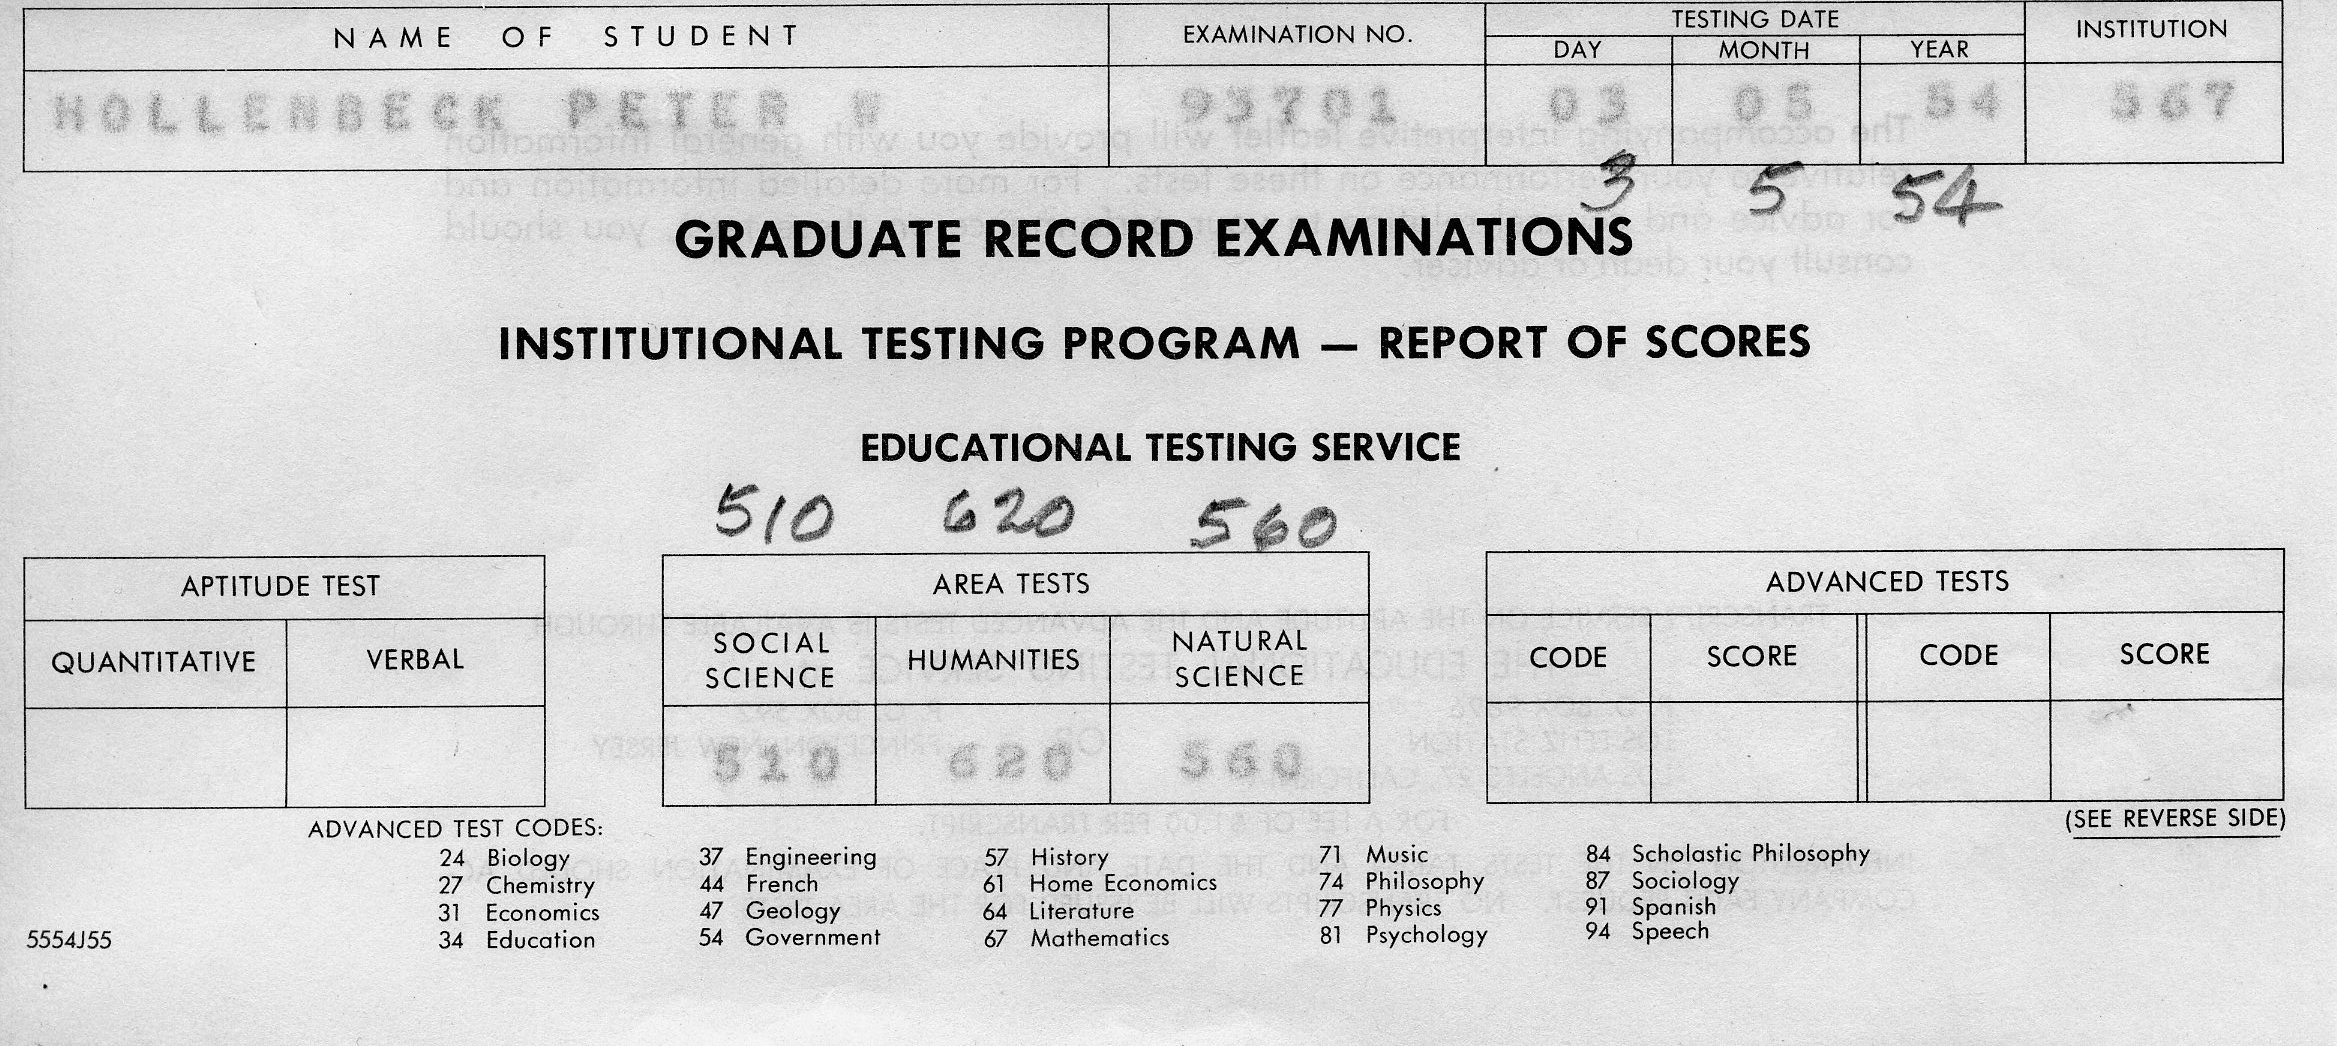 NAME OF STUDENT EXAMINATION NO. TESTING DATE INSTITUTION
DAY MONTH YEAR
HOLLENBECK PETER W 93701 03 05 54 567
3 5 54
GRADUATE RECORD EXAMINATIONS
INSTITUTIONAL TESTING PROGRAM — REPORT OF SCORES
EDUCATIONAL TESTING SERVICE
510 620 560
APTITUDE TEST AREA TESTS ADVANCED TESTS
QUANTITATIVE VERBAL SOCIAL SCIENCE HUMANITIES NATURAL SCIENCE CODE SCORE CODE SCORE
510 620 560
(SEE REVERSE SIDE)
ADVANCED TEST CODES:
24 Biology 37 Engineering 57 History 71 Music 84 Scholastic Philosophy
27 Chemistry 44 French 61 Home Economics 74 Philosophy 87 Sociology
31 Economics 47 Geology 64 Literature 77 Physics 91 Spanish
34 Education 54 Government 67 Mathematics 81 Psychology 94 Speech
5554J55